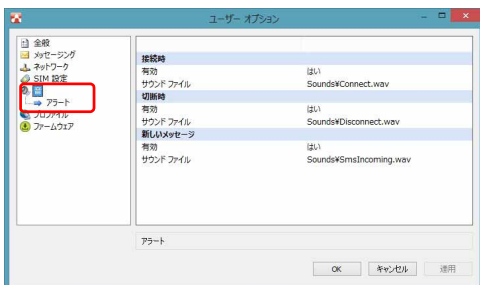 ユーザー オプション
全般
メッセージング
ネットワーク
SIM 設定
音
アラート
プロファイル
ファームウェア
接続時
有効 はい
サウンド ファイル Sounds¥Connect.wav
切断時
有効 はい
サウンド ファイル Sounds¥Disconnect.wav
新しいメッセージ
有効 はい
サウンド ファイル Sounds¥SmsIncoming.wav
アラート
OK キャンセル 適用